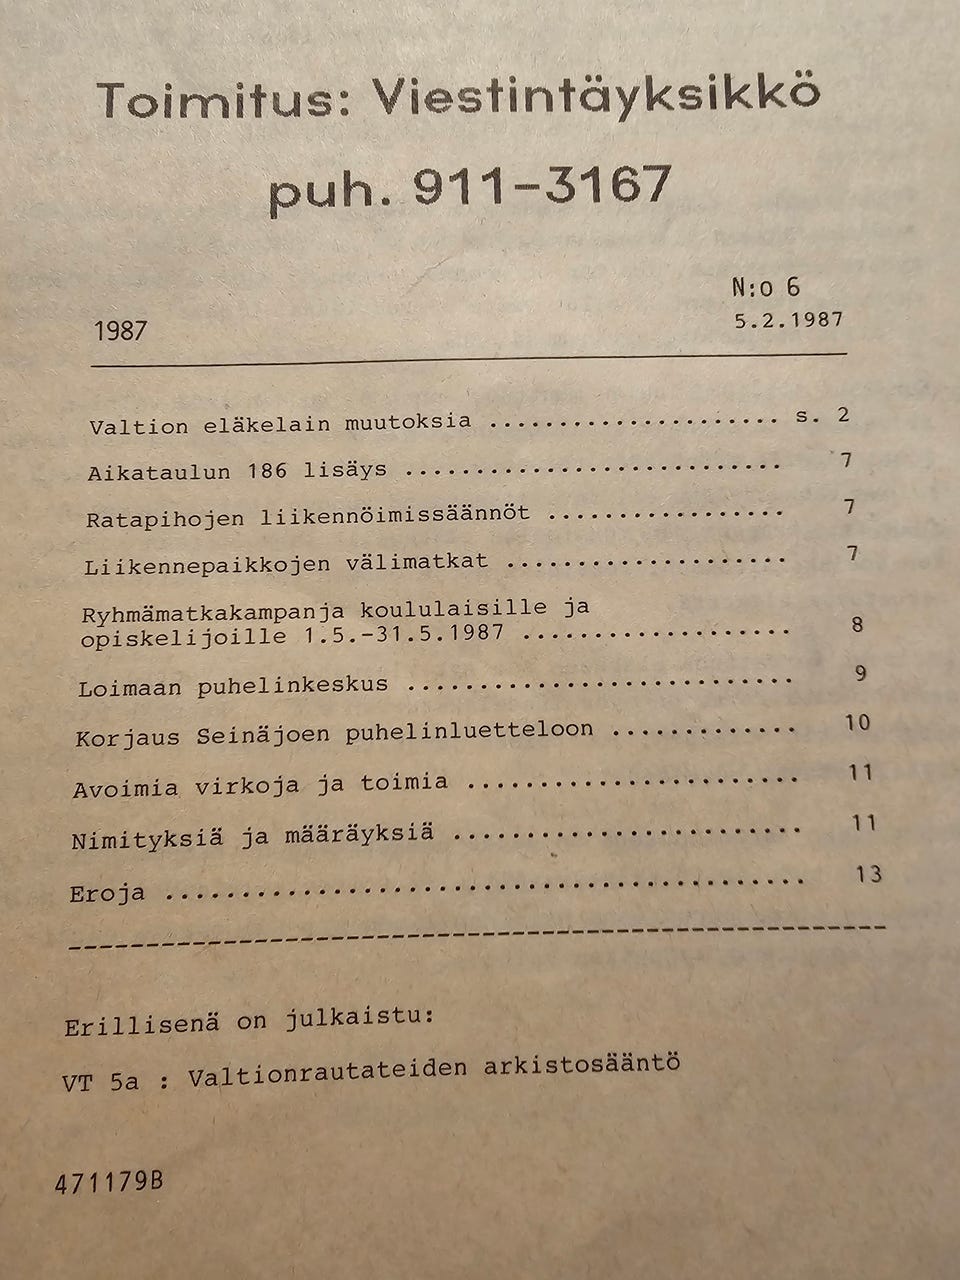 Toimitus: Viestintäyksikkö
puh. 911-3167
N:o 6
1987
5.2.1987
Valtion eläkelain muutoksia ..................... s. 2
Aikataulun 186 lisäys ........................... 7
Ratapihojen liikennöimissäännöt ................. 7
Liikennepaikkojen välimatkat .................... 7
Ryhmämatkakampanja koululaisille ja
opiskelijoille 1.5.-31.5.1987 ................... 8
Loimaan puhelinkeskus ........................... 9
Korjaus Seinäjoen puhelinluetteloon ............. 10
Avoimia virkoja ja toimia ....................... 11
Nimityksiä ja määräyksiä ........................ 11
Eroja ........................................... 13
Erillisenä on julkaistu:
VT 5a : Valtionrautateiden arkistosääntö
471179B